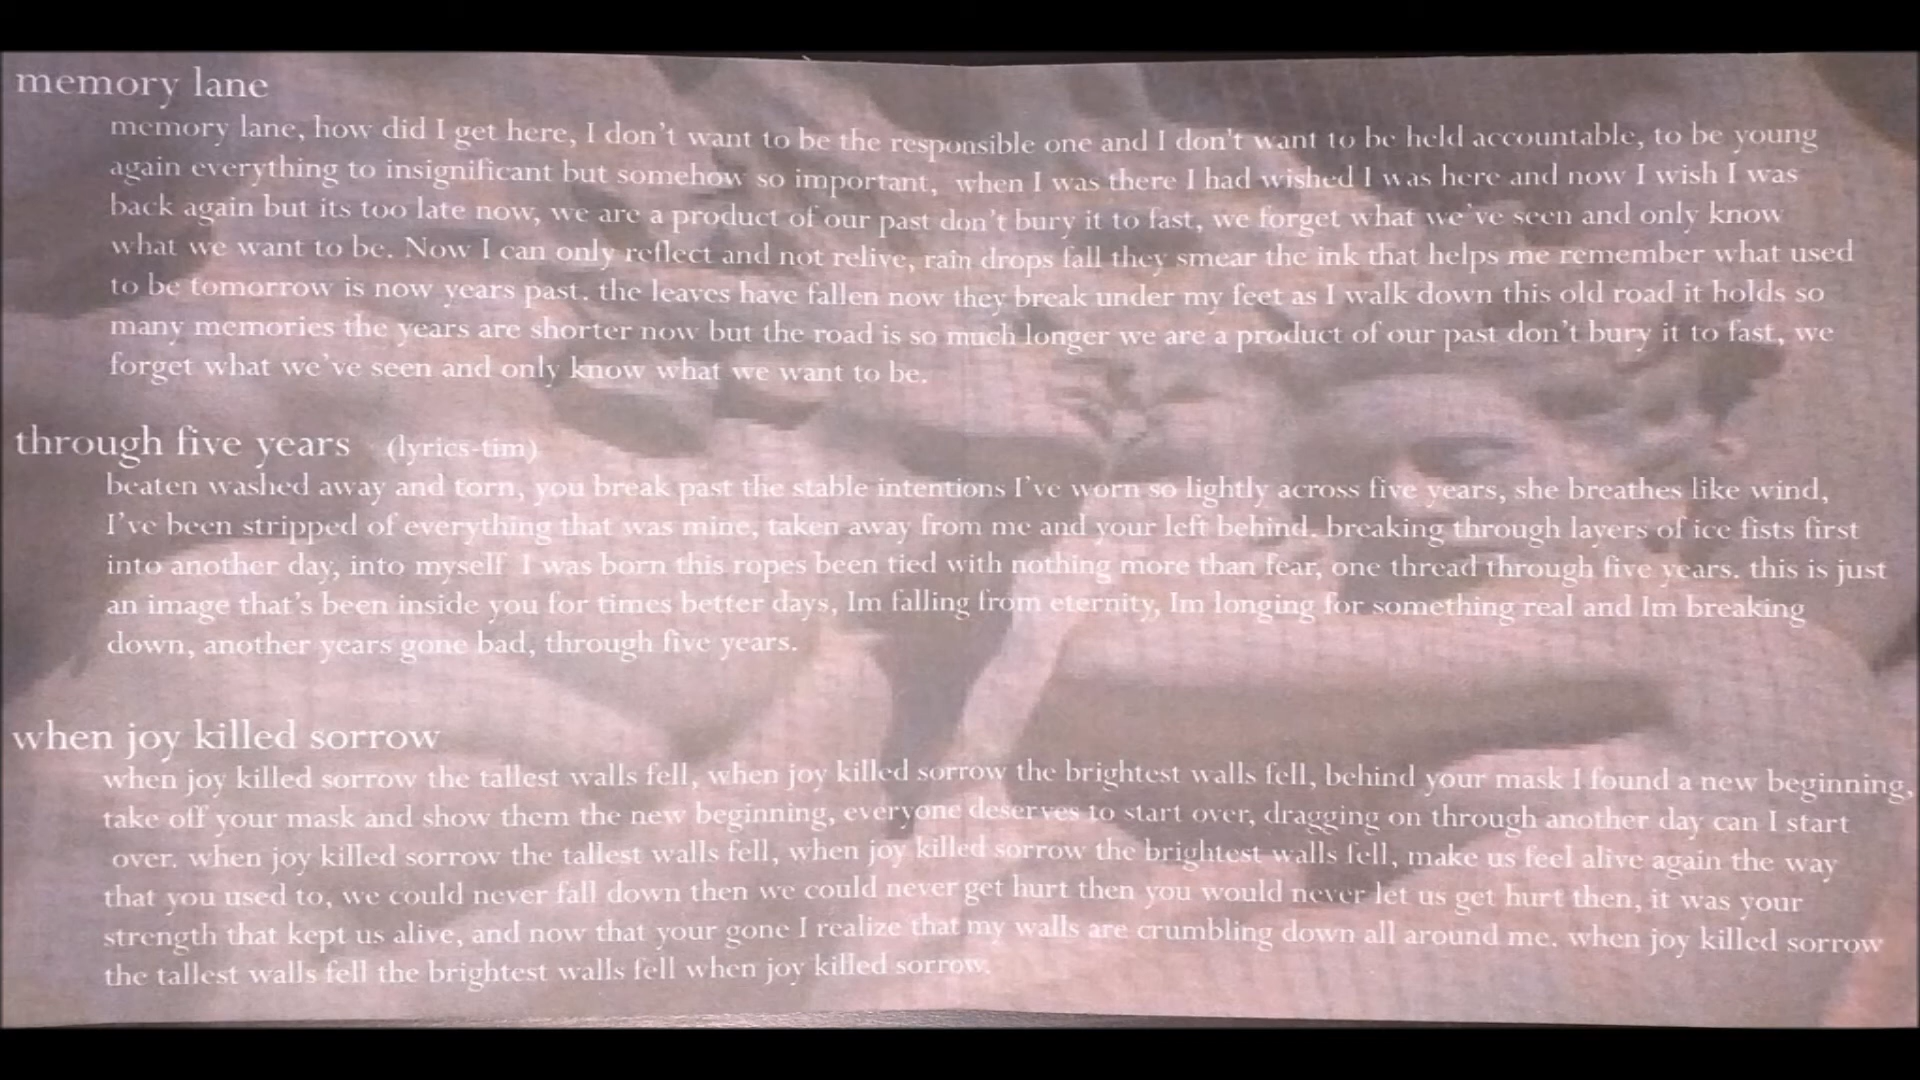 memory lane
memory lane, how did I get here, I don't want to be the responsible one and I don't want to be held accountable, to be young
again everything to insignificant but somehow so important, when I was there I had wished I was here and now I wish I was
back again but its too late now, we are a product of our past don't bury it to fast, we forget what we've seen and only know
what we want to be. Now I can only reflect and not relive, rain drops fall they smear the ink that helps me remember what used
to be tomorrow is now years past. the leaves have fallen now they break under my feet as I walk down this old road it holds so
many memories the years are shorter now but the road is so much longer we are a product of our past don't bury it to fast, we
forget what we've seen and only know what we want to be.
through five years (lyrics-tim)
beaten washed away and torn, you break past the stable intentions I've worn so lightly across five years, she breathes like wind,
I've been stripped of everything that was mine, taken away from me and your left behind. breaking through layers of ice fists first
into another day, into myself I was born this ropes been tied with nothing more than fear, one thread through five years. this is just
an image that's been inside you for times better days, Im falling from eternity, Im longing for something real and Im breaking
down, another years gone bad, through five years.
when joy killed sorrow
when joy killed sorrow the tallest walls fell, when joy killed sorrow the brightest walls fell, behind your mask I found a new beginning,
take off your mask and show them the new beginning, everyone deserves to start over, dragging on through another day can I start
over. when joy killed sorrow the tallest walls fell, when joy killed sorrow the brightest walls fell, make us feel alive again the way
that you used to, we could never fall down then we could never get hurt then you would never let us get hurt then, it was your
strength that kept us alive, and now that your gone I realize that my walls are crumbling down all around me. when joy killed sorrow
the tallest walls fell the brightest walls fell when joy killed sorrow.